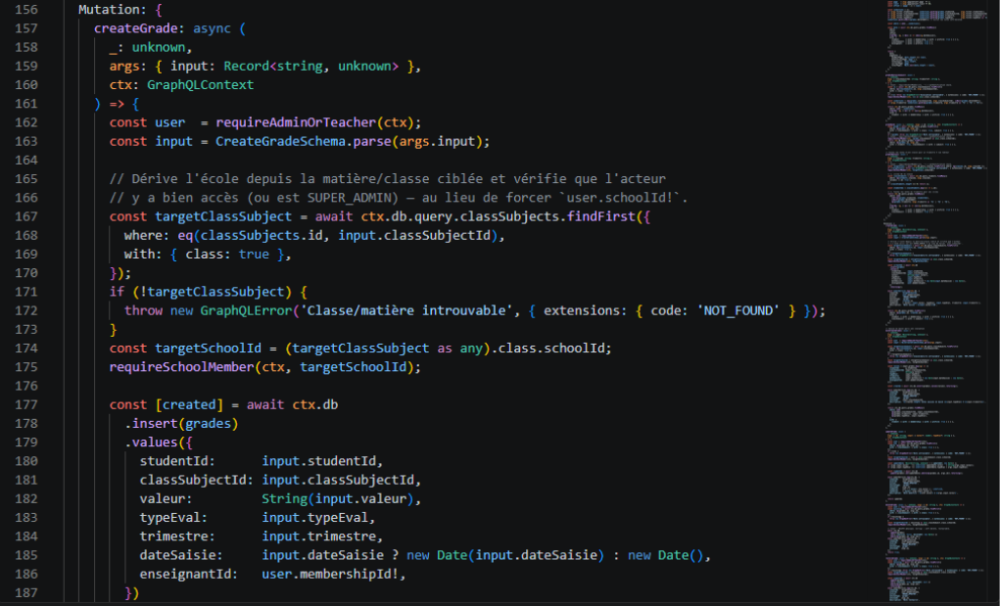 156 Mutation: {
157 createGrade: async (
158 _: unknown,
159 args: { input: Record<string, unknown> },
160 ctx: GraphQLContext
161 ) => {
162 const user  = requireAdminOrTeacher(ctx);
163 const input = CreateGradeSchema.parse(args.input);
164
165 // Dérive l'école depuis la matière/classe ciblée et vérifie que l'acteur
166 // y a bien accès (ou est SUPER_ADMIN) — au lieu de forcer `user.schoolId!`.
167 const targetClassSubject = await ctx.db.query.classSubjects.findFirst({
168 where: eq(classSubjects.id, input.classSubjectId),
169 with: { class: true },
170 });
171 if (!targetClassSubject) {
172 throw new GraphQLError('Classe/matière introuvable', { extensions: { code: 'NOT_FOUND' } });
173 }
174 const targetSchoolId = (targetClassSubject as any).class.schoolId;
175 requireSchoolMember(ctx, targetSchoolId);
176
177 const [created] = await ctx.db
178 .insert(grades)
179 .values({
180 studentId:      input.studentId,
181 classSubjectId: input.classSubjectId,
182 valeur:         String(input.valeur),
183 typeEval:       input.typeEval,
184 trimestre:      input.trimestre,
185 dateSaisie:     input.dateSaisie ? new Date(input.dateSaisie) : new Date(),
186 enseignantId:   user.membershipId!,
187 })